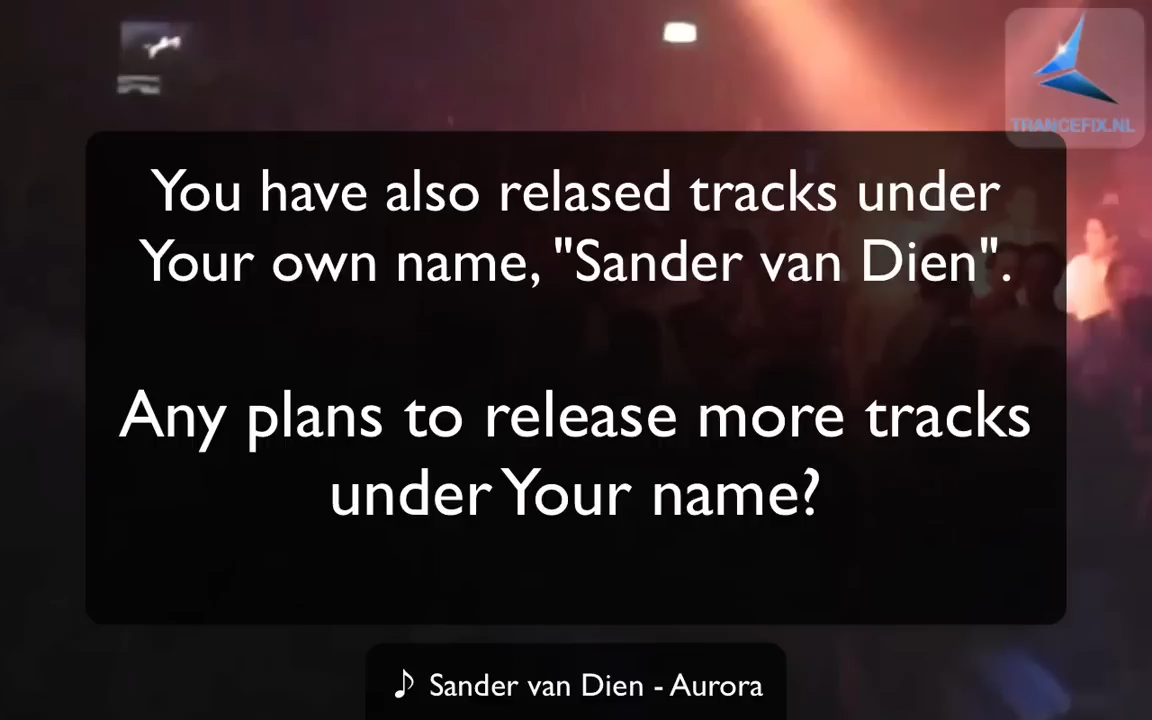 TRANCEFIX.NL
You have also relased tracks under
Your own name, "Sander van Dien".
Any plans to release more tracks
under Your name?
♪ Sander van Dien - Aurora